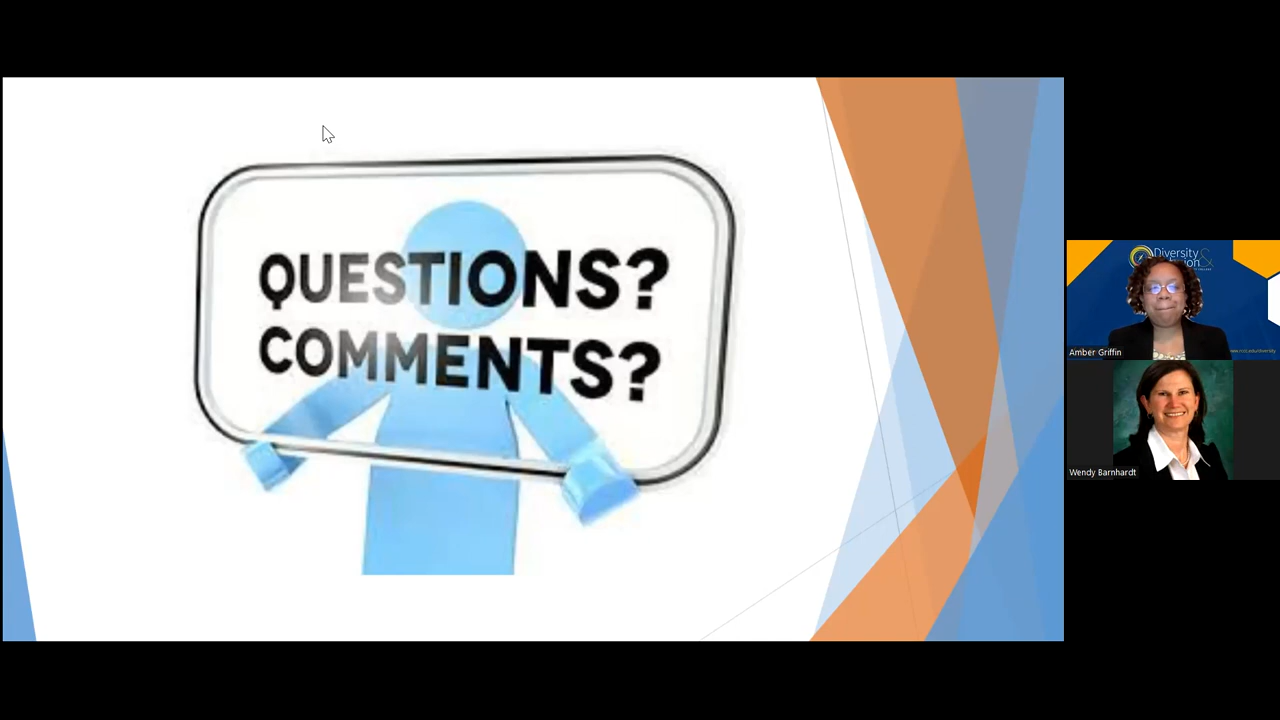 QUESTIONS?
COMMENTS?
Diversity &
Amber Griffin
Wendy Barnhardt